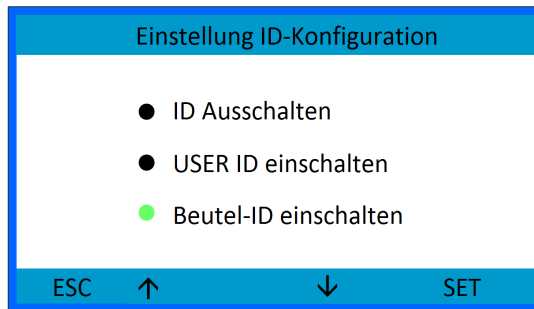 Einstellung ID-Konfiguration
ID Ausschalten
USER ID einschalten
Beutel-ID einschalten
ESC ↑ ↓ SET